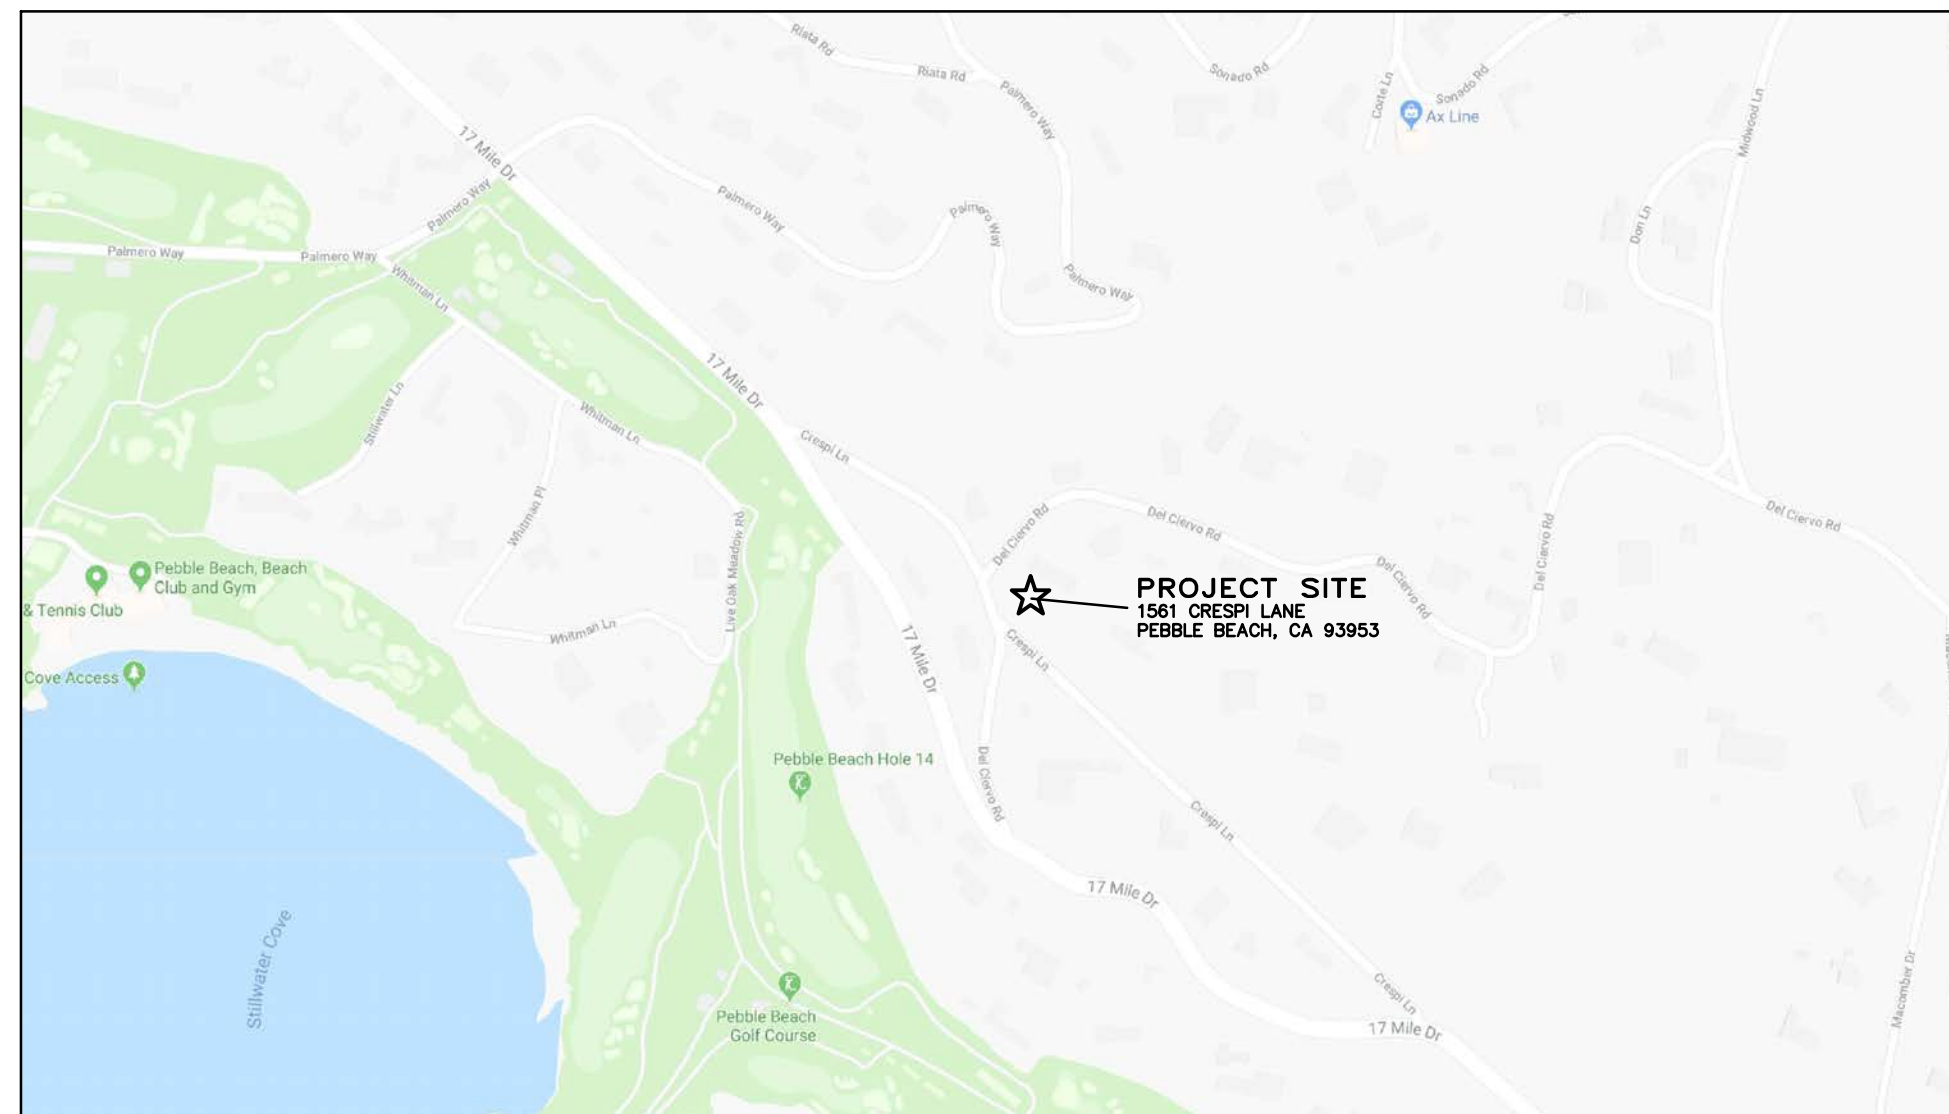 Riata Rd
Riata Rd
Palmero Way
Sonado Rd
Corte Ln
Sonado Rd
Ax Line
Midwood Ln
17 Mile Dr
Palmero Way
Palmero Way
Palmero Way
Don Ln
Palmero Way
Palmero Way
Whitman Ln
Palmero Way
17 Mile Dr
Stillwater Ln
Whitman Ln
Crespi Ln
Whitman Pl
Live Oak Meadow Rd
Del Ciervo Rd
Del Ciervo Rd
Del Ciervo Rd
Del Ciervo Rd
Del Ciervo Rd
Pebble Beach, Beach
Club and Gym
& Tennis Club
PROJECT SITE
1561 CRESPI LANE
PEBBLE BEACH, CA 93953
Whitman Ln
17 Mile Dr
Crespi Ln
Cove Access
Pebble Beach Hole 14
Del Ciervo Rd
Crespi Ln
17 Mile Dr
Stillwater Cove
Crespi Ln
Macomber Dr
Pebble Beach
Golf Course
17 Mile Dr